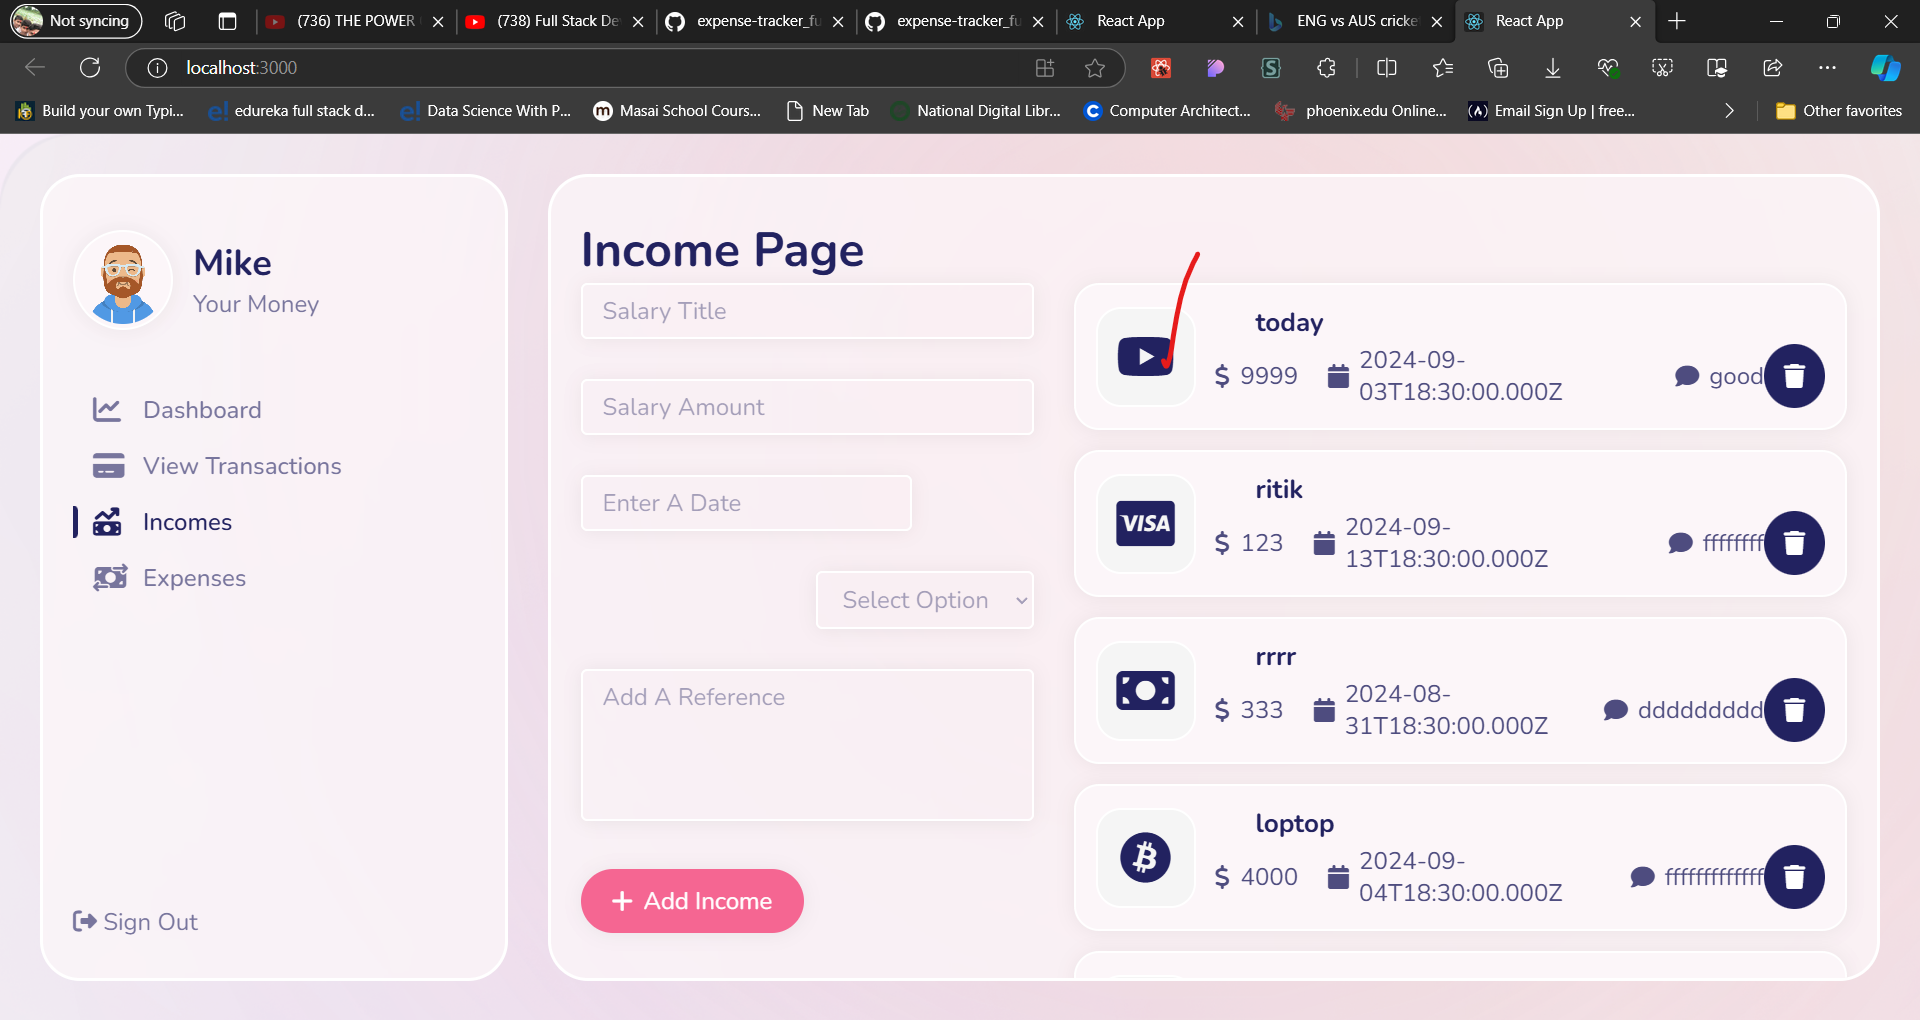 Not syncing
(736) THE POWER
(738) Full Stack De
expense-tracker_fu
expense-tracker_fu
React App
ENG vs AUS cricke
React App
localhost:3000
Build your own Typi...
edureka full stack d...
Data Science With P...
Masai School Cours...
New Tab
National Digital Libr...
Computer Architect...
phoenix.edu Online...
Email Sign Up | free...
Other favorites
Mike
Your Money
Dashboard
View Transactions
Incomes
Expenses
Sign Out
Income Page
Salary Title
Salary Amount
Enter A Date
Select Option
Add A Reference
+ Add Income
today
$ 9999
2024-09-
03T18:30:00.000Z
good
VISA
ritik
$ 123
2024-09-
13T18:30:00.000Z
ffffffff
rrrr
$ 333
2024-08-
31T18:30:00.000Z
ddddddddd
loptop
$ 4000
2024-09-
04T18:30:00.000Z